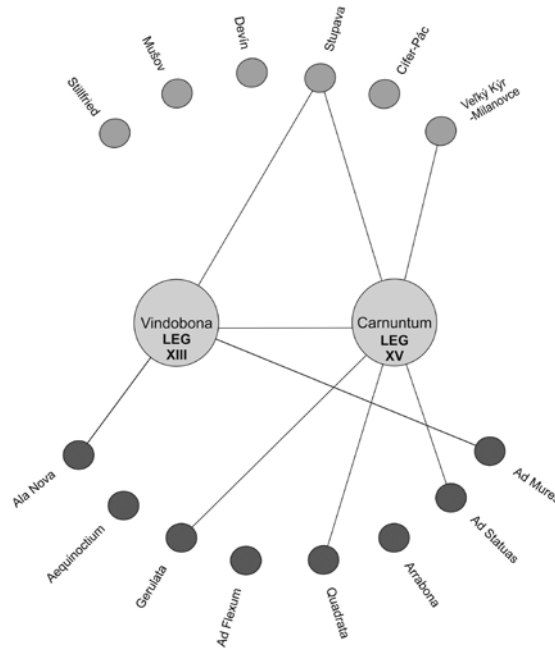 Stillfried
Mušov
Devín
Stupava
Cífer-Pác
Veľký Kýr
-Milanovce
Vindobona
LEG
XIII
Carnuntum
LEG
XV
Ala Nova
Aequinoctium
Gerulata
Ad Flexum
Quadrata
Arrabona
Ad Statuas
Ad Mures